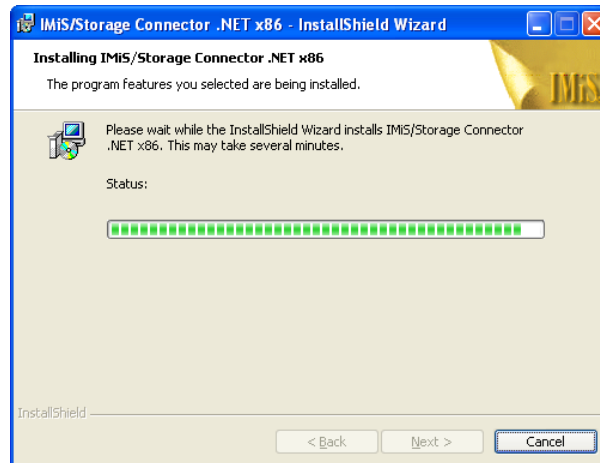 IMiS/Storage Connector .NET x86 - InstallShield Wizard
Installing IMiS/Storage Connector .NET x86
The program features you selected are being installed.
IMiS
Please wait while the InstallShield Wizard installs IMiS/Storage Connector
.NET x86. This may take several minutes.
Status:
InstallShield
< Back
Next >
Cancel